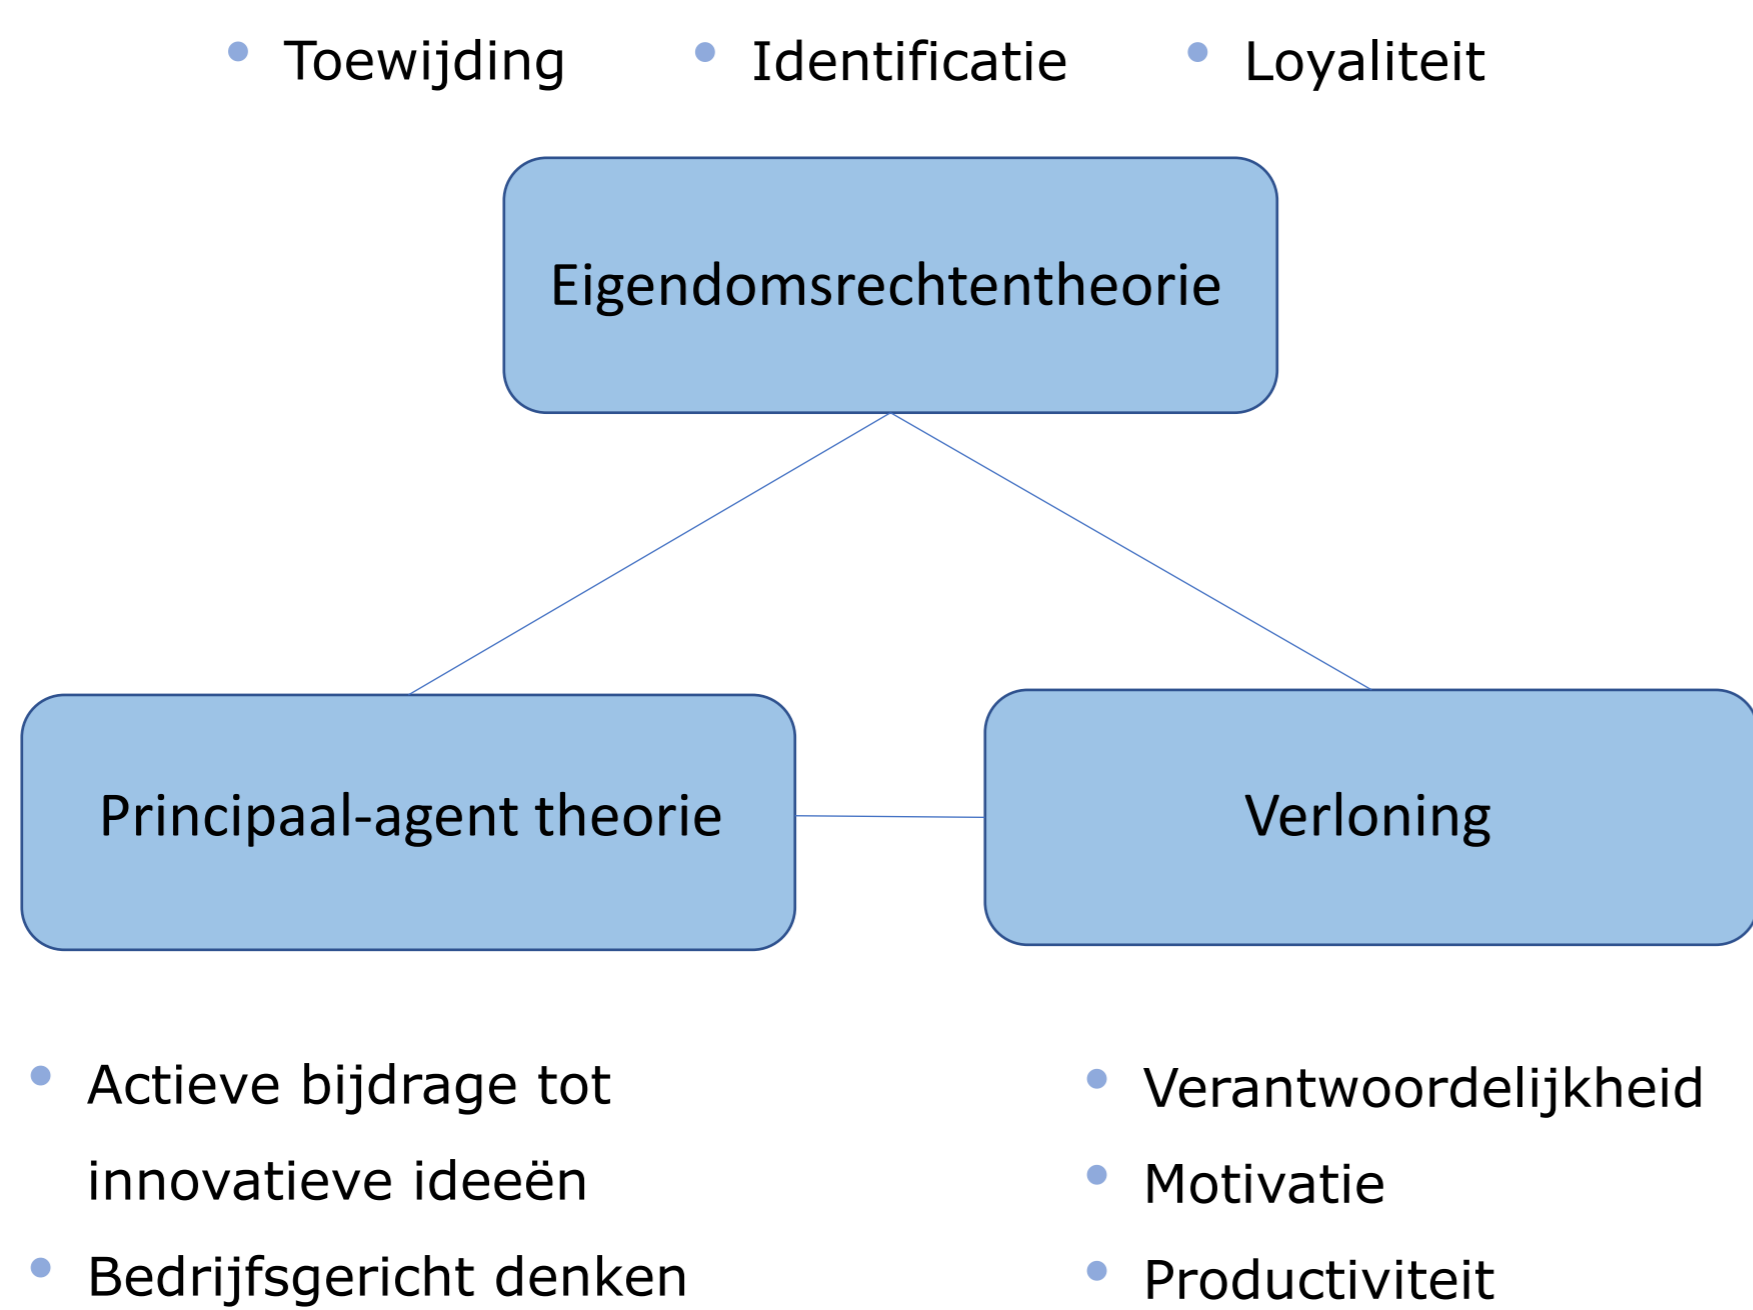 • Toewijding • Identificatie • Loyaliteit
Eigendomsrechtentheorie
Principaal-agent theorie
Verloning
• Actieve bijdrage tot
innovatieve ideeën
• Bedrijfsgericht denken
• Verantwoordelijkheid
• Motivatie
• Productiviteit